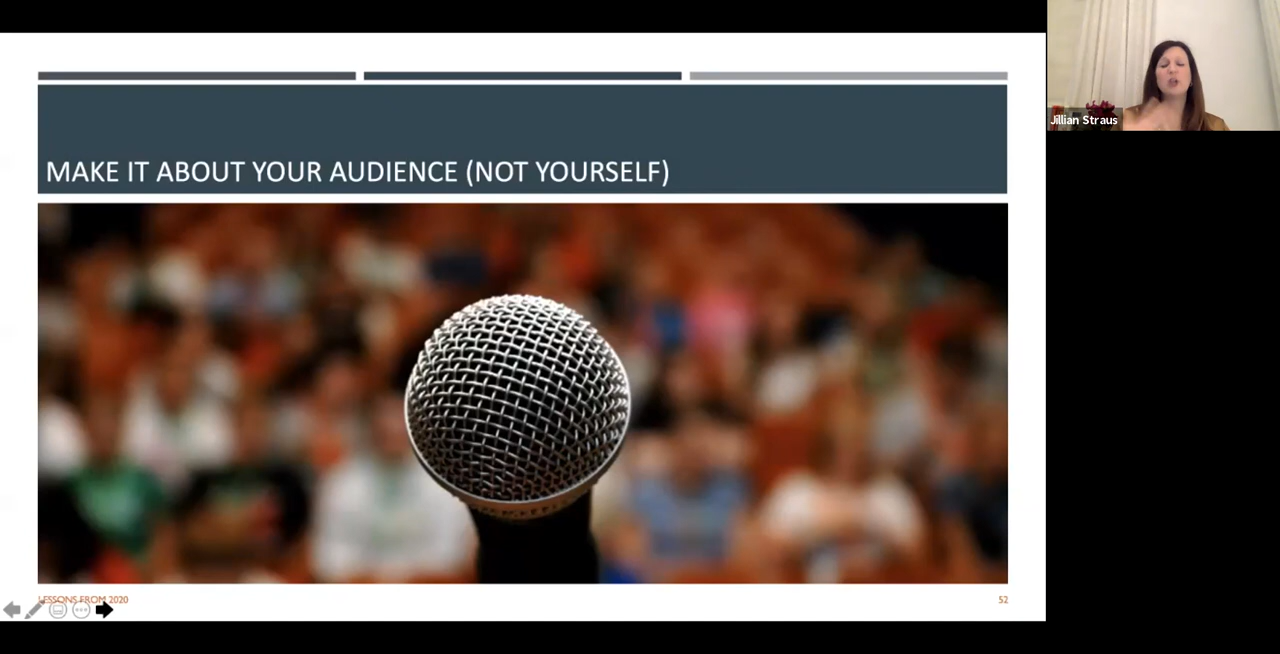 MAKE IT ABOUT YOUR AUDIENCE (NOT YOURSELF)
Jillian Straus
LESSONS FROM 2020
52